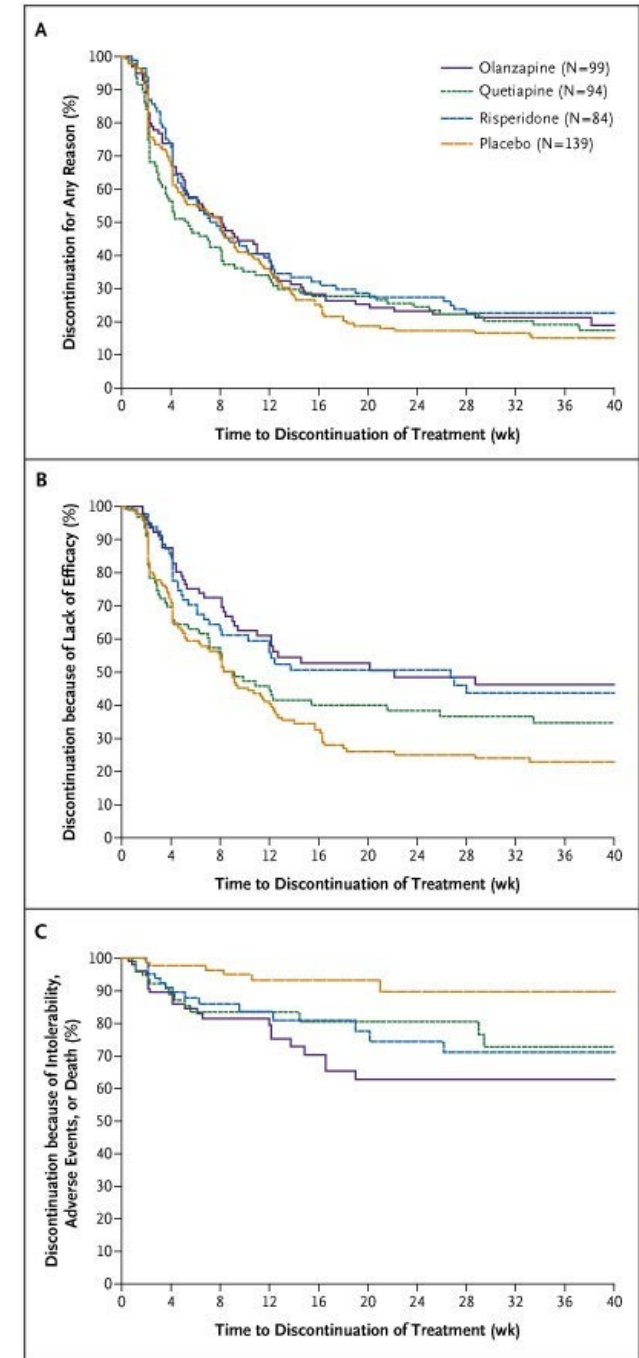 A
Discontinuation for Any Reason (%)
100
90
80
70
60
50
40
30
20
10
0
Olanzapine (N=99)
Quetiapine (N=94)
Risperidone (N=84)
Placebo (N=139)
0 4 8 12 16 20 24 28 32 36 40
Time to Discontinuation of Treatment (wk)
B
Discontinuation because of Lack of Efficacy (%)
100
90
80
70
60
50
40
30
20
10
0
0 4 8 12 16 20 24 28 32 36 40
Time to Discontinuation of Treatment (wk)
C
Discontinuation because of Intolerability,
Adverse Events, or Death (%)
100
90
80
70
60
50
40
30
20
10
0
0 4 8 12 16 20 24 28 32 36 40
Time to Discontinuation of Treatment (wk)